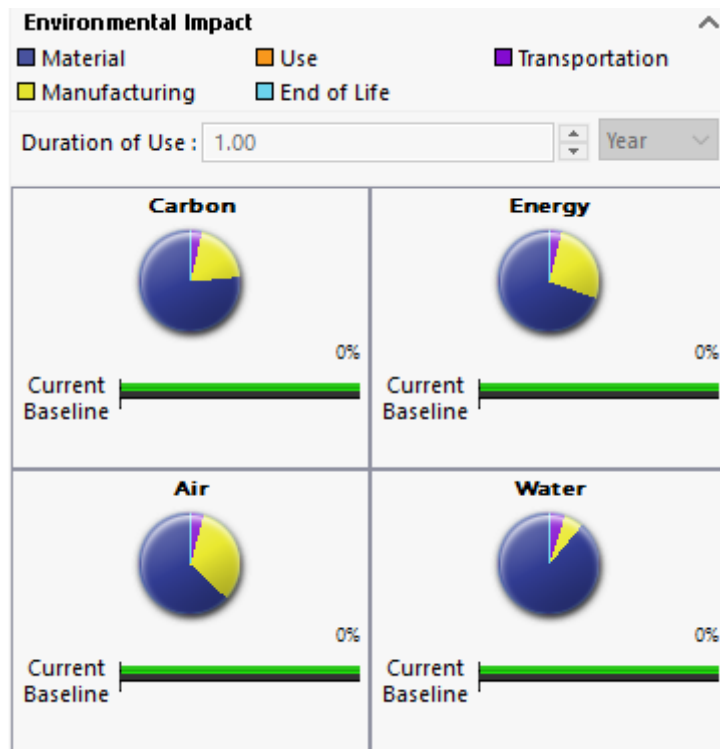 Environmental Impact
Material Use Transportation
Manufacturing End of Life
Duration of Use : 1.00 Year
Carbon Energy
0% 0%
Current Current
Baseline Baseline
Air Water
0% 0%
Current Current
Baseline Baseline